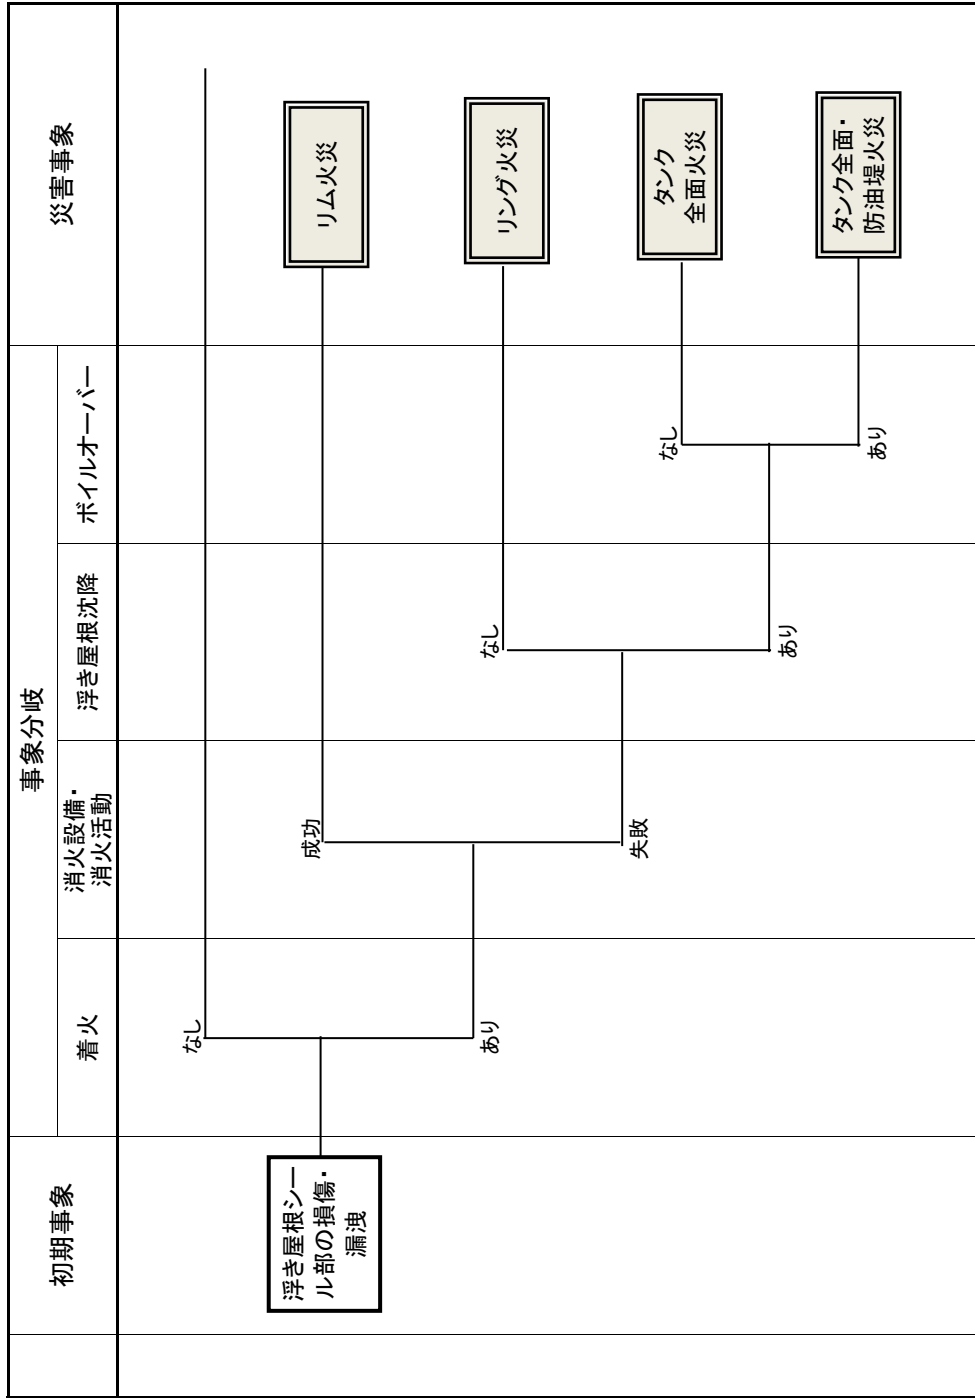 初期事象
事象分岐
災害事象
着火
消火設備・
消火活動
浮き屋根沈降
ボイルオーバー
浮き屋根シー
ル部の損傷・
漏洩
なし
あり
成功
失敗
なし
あり
なし
あり
リム火災
リング火災
タンク
全面火災
タンク全面・
防油堤火災